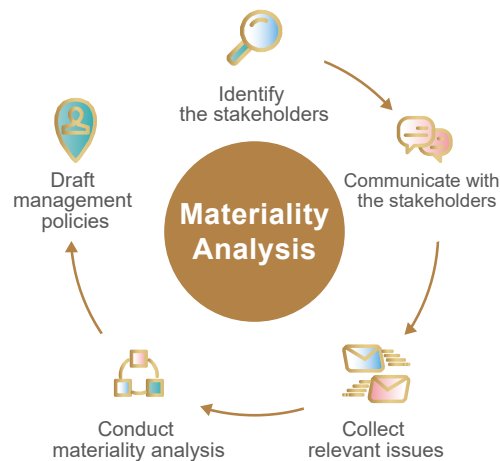 Identify
the stakeholders
Communicate with
the stakeholders
Collect
relevant issues
Conduct
materiality analysis
Draft
management
policies
Materiality
Analysis